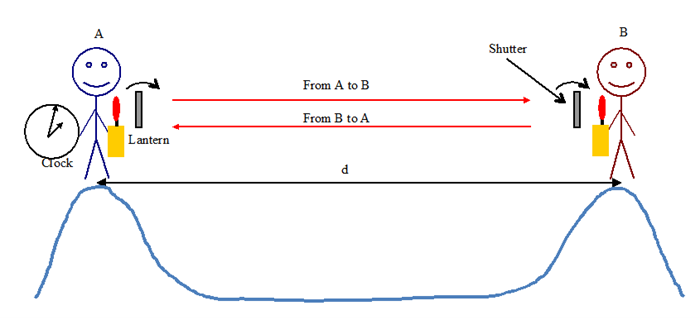 A
B
Shutter
From A to B
From B to A
Lantern
Clock
d